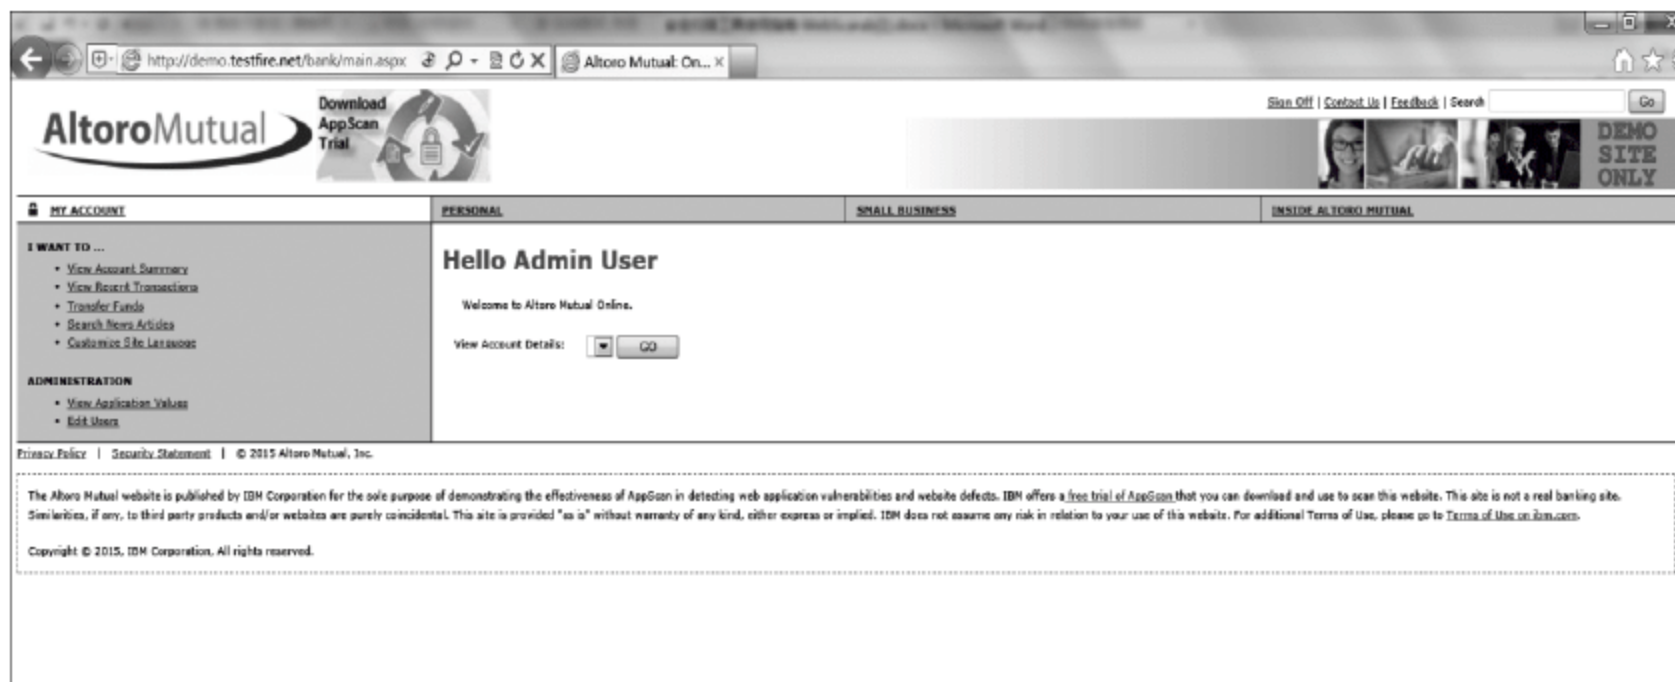 http://demo.testfire.net/bank/main.aspx
Altoro Mutual: On...
AltoroMutual
Download
AppScan
Trial
Sign Off | Contact Us | Feedback | Search
Go
DEMO
SITE
ONLY
MY ACCOUNT
PERSONAL
SMALL BUSINESS
INSIDE ALTORO MUTUAL
I WANT TO ...
• View Account Summary
• View Recent Transactions
• Transfer Funds
• Search News Articles
• Customize Site Language
ADMINISTRATION
• View Application Values
• Edit Users
Hello Admin User
Welcome to Altoro Mutual Online.
View Account Details:
GO
Privacy Policy | Security Statement | © 2015 Altoro Mutual, Inc.
The Altoro Mutual website is published by IBM Corporation for the sole purpose of demonstrating the effectiveness of AppScan in detecting web application vulnerabilities and website defects. IBM offers a free trial of AppScan that you can download and use to scan this website. This site is not a real banking site.
Similarities, if any, to third party products and/or websites are purely coincidental. This site is provided "as is" without warranty of any kind, either express or implied. IBM does not assume any risk in relation to your use of this website. For additional Terms of Use, please go to Terms of Use on ibm.com.
Copyright © 2015, IBM Corporation, All rights reserved.